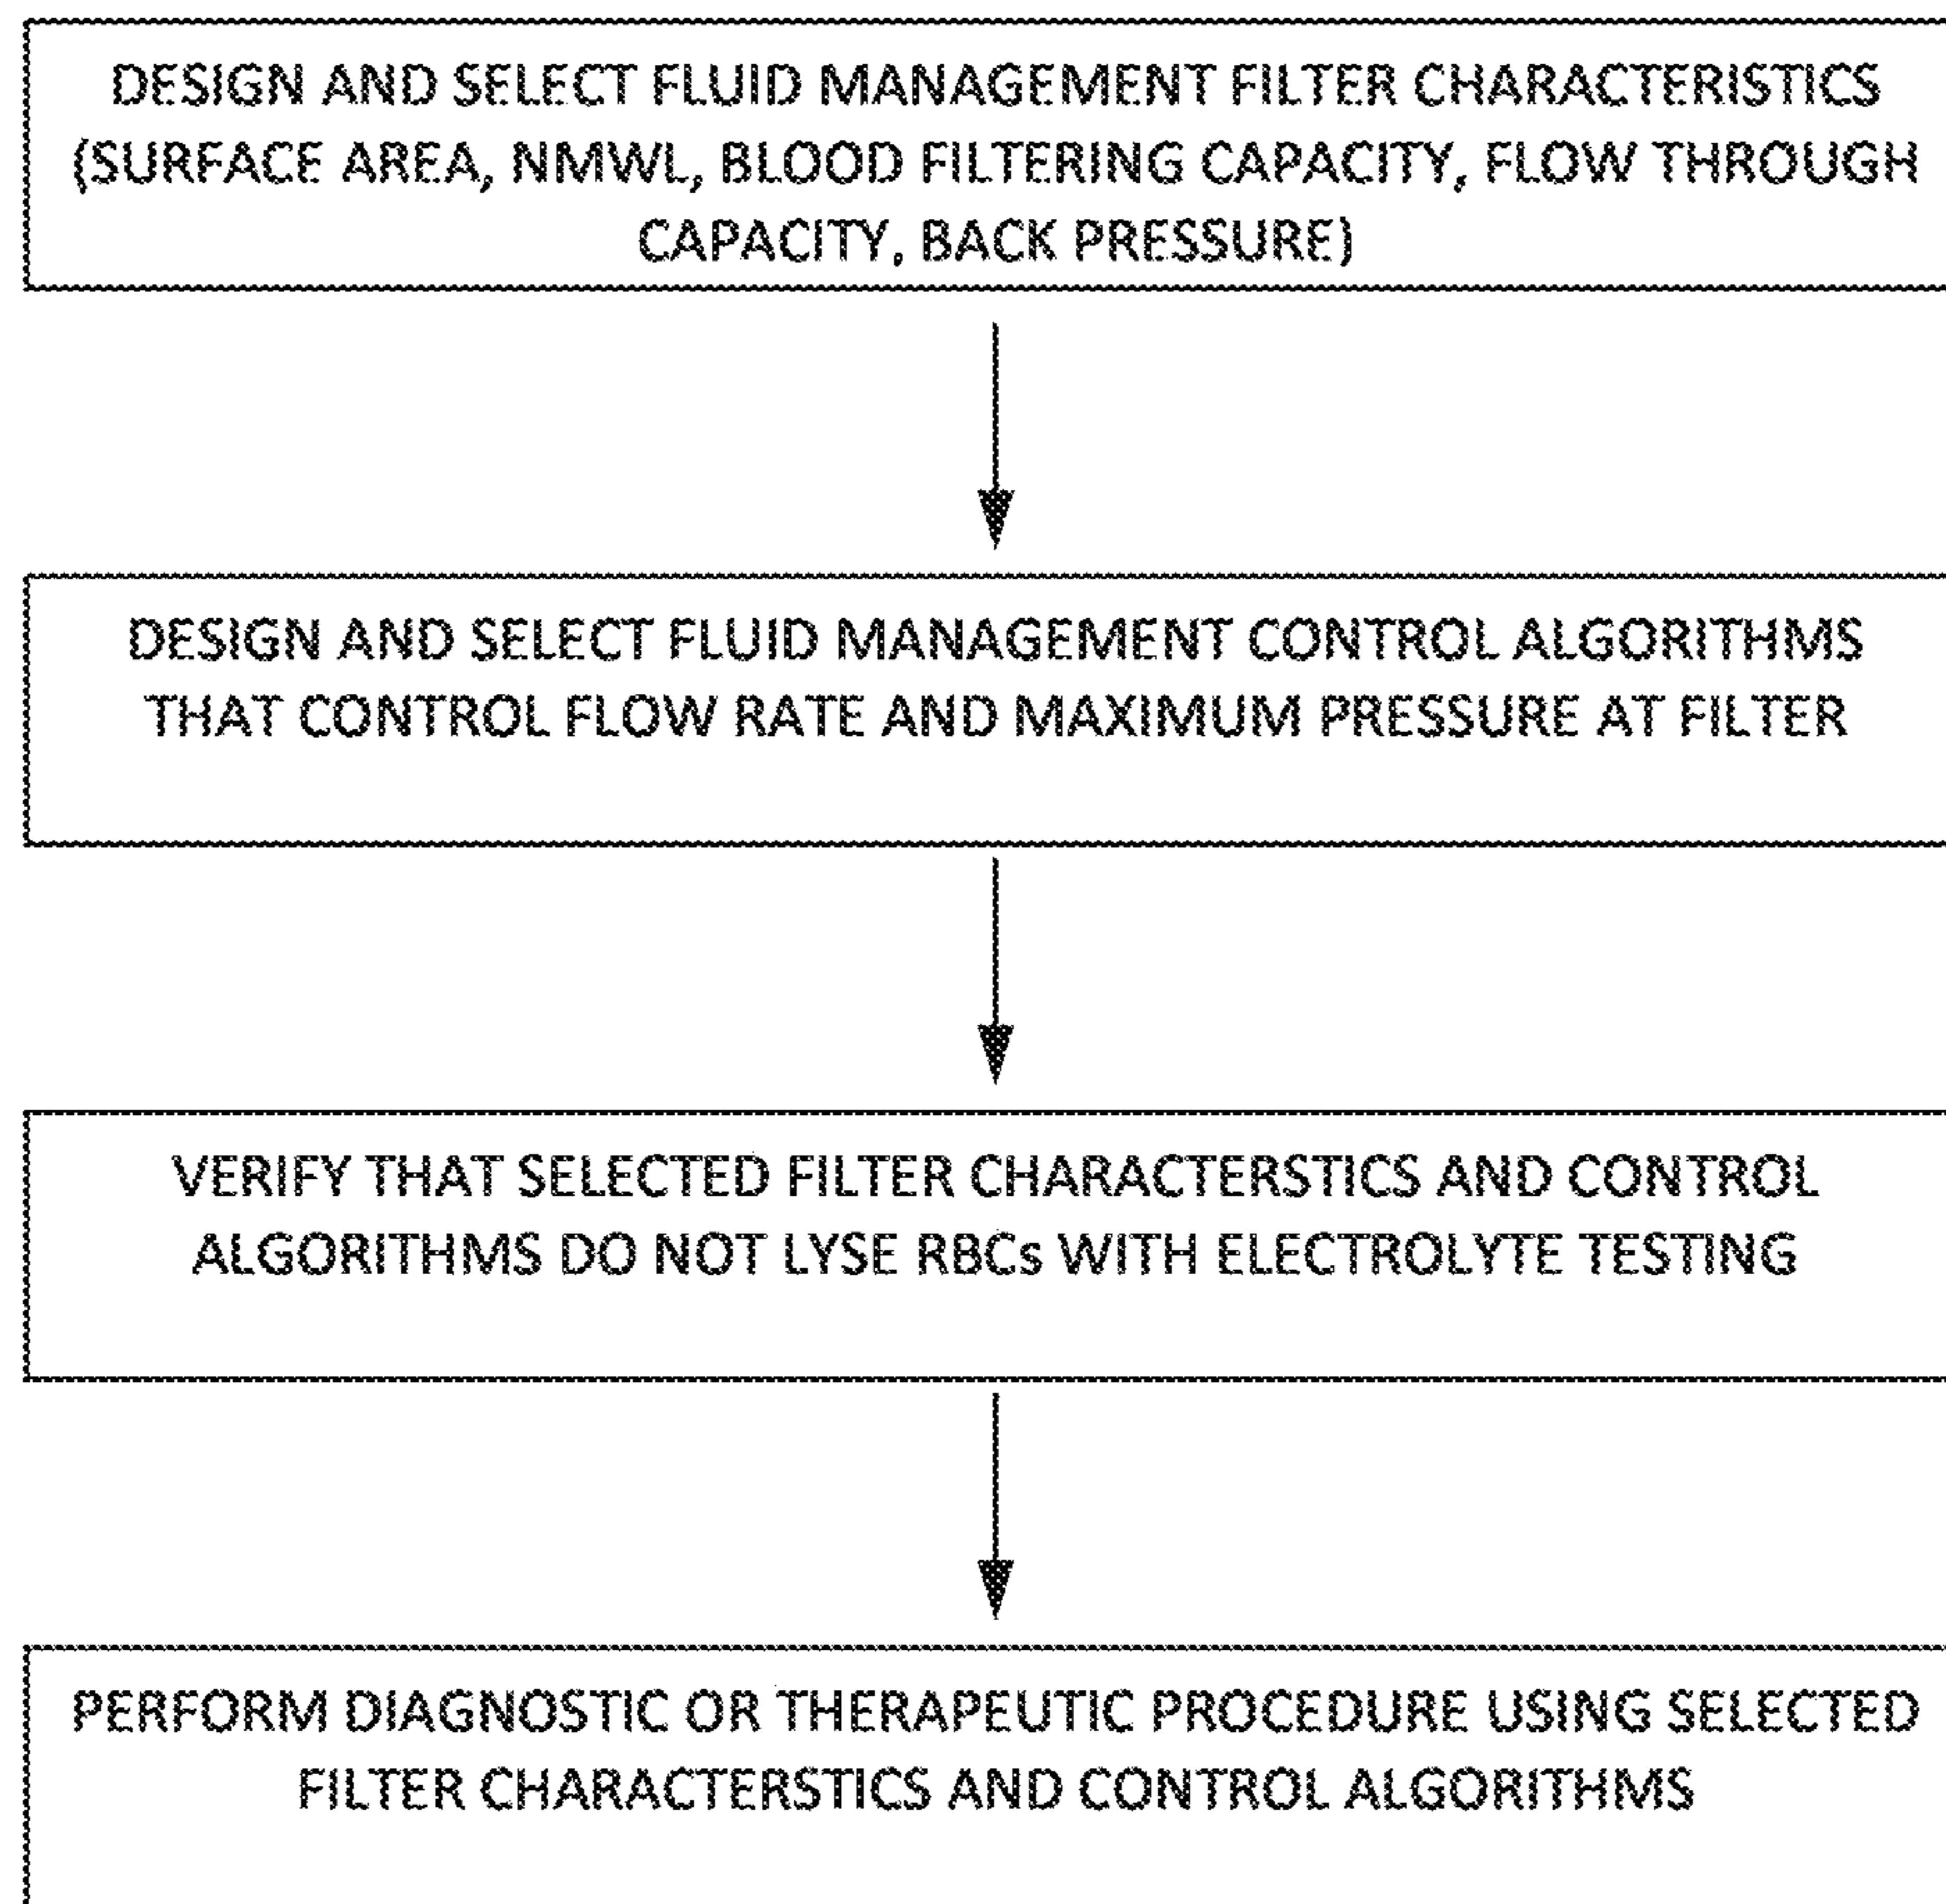 DESIGN AND SELECT FLUID MANAGEMENT FILTER CHARACTERISTICS
(SURFACE AREA, NMWL, BLOOD FILTERING CAPACITY, FLOW THROUGH
CAPACITY, BACK PRESSURE)
DESIGN AND SELECT FLUID MANAGEMENT CONTROL ALGORITHMS
THAT CONTROL FLOW RATE AND MAXIMUM PRESSURE AT FILTER
VERIFY THAT SELECTED FILTER CHARACTERSTICS AND CONTROL
ALGORITHMS DO NOT LYSE RBCs WITH ELECTROLYTE TESTING
PERFORM DIAGNOSTIC OR THERAPEUTIC PROCEDURE USING SELECTED
FILTER CHARACTERSTICS AND CONTROL ALGORITHMS